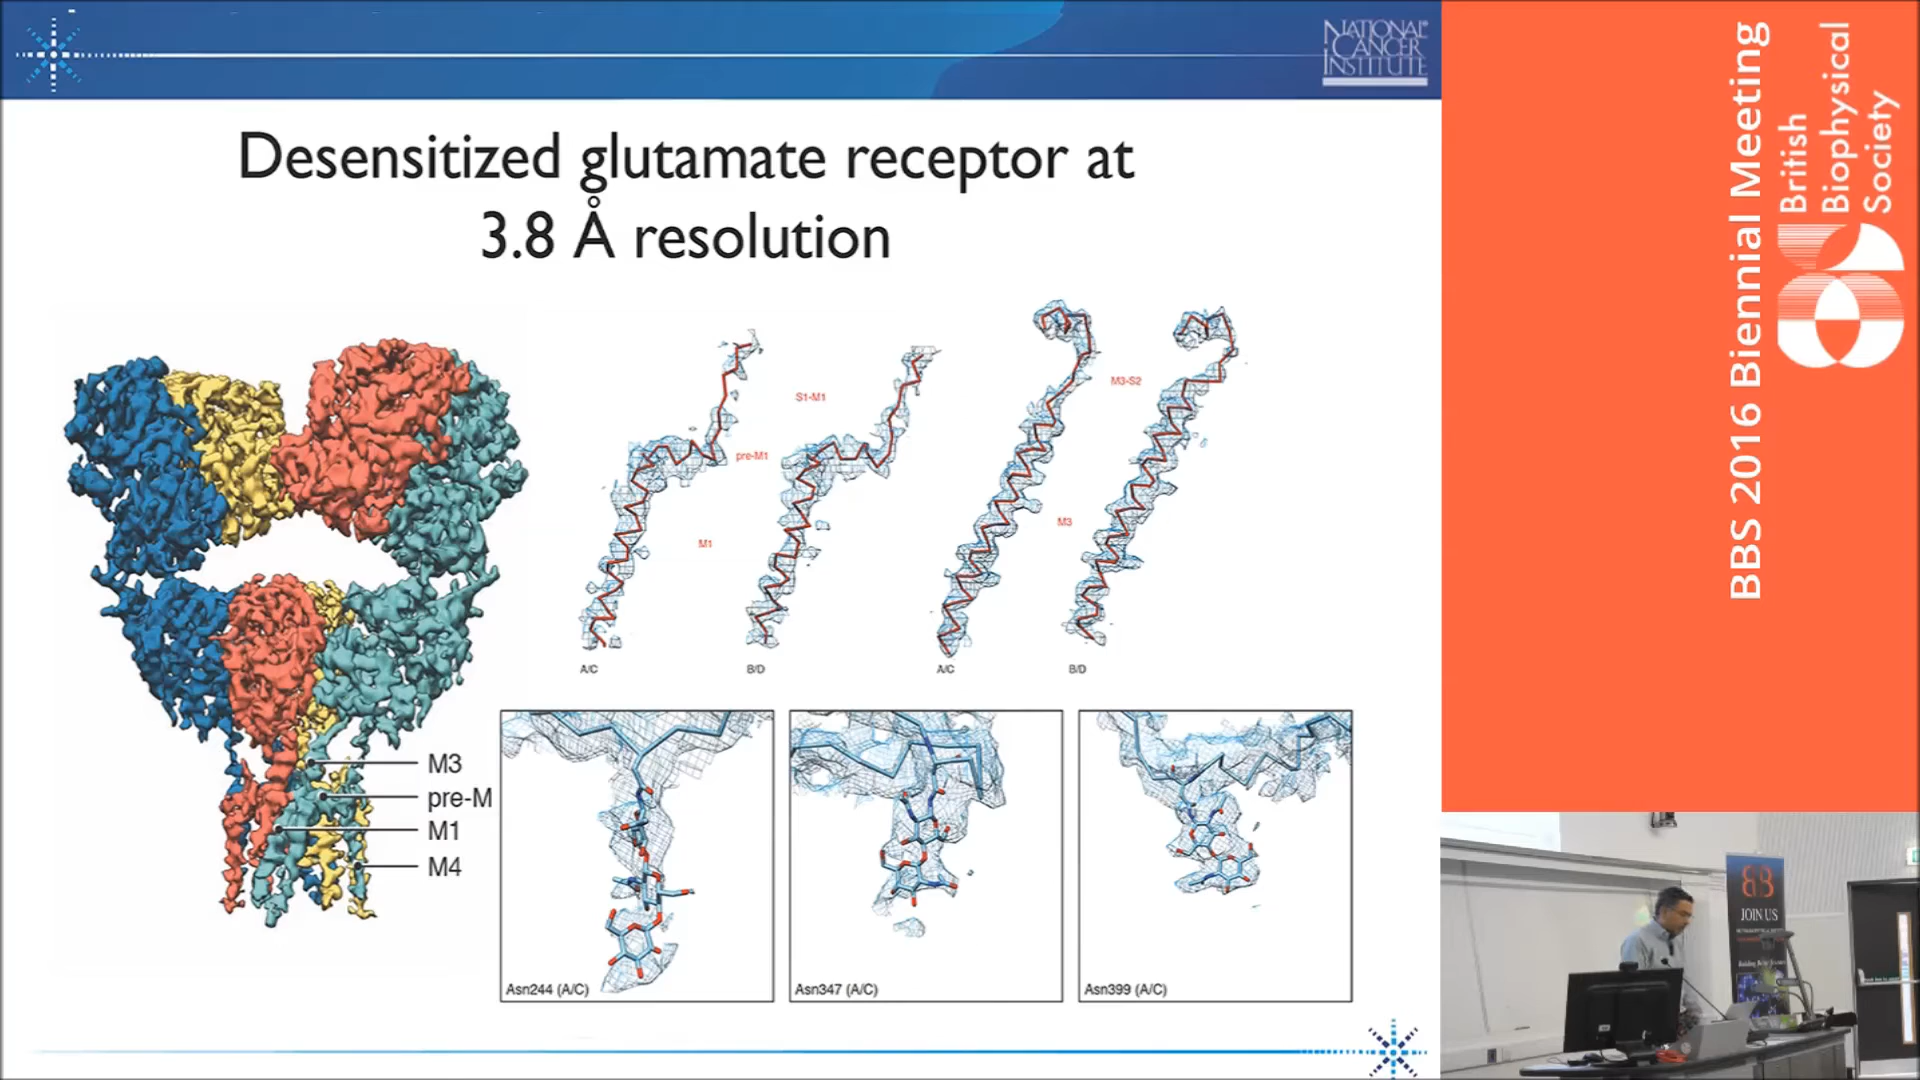 NATIONAL
CANCER
INSTITUTE
Desensitized glutamate receptor at
3.8 Å resolution
S1-M1
pre-M1
M1
M3-S2
M3
A/C
B/D
A/C
B/D
M3
pre-M
M1
M4
Asn244 (A/C)
Asn347 (A/C)
Asn399 (A/C)
BBS 2016 Biennial Meeting
British
Biophysical
Society
JOIN US